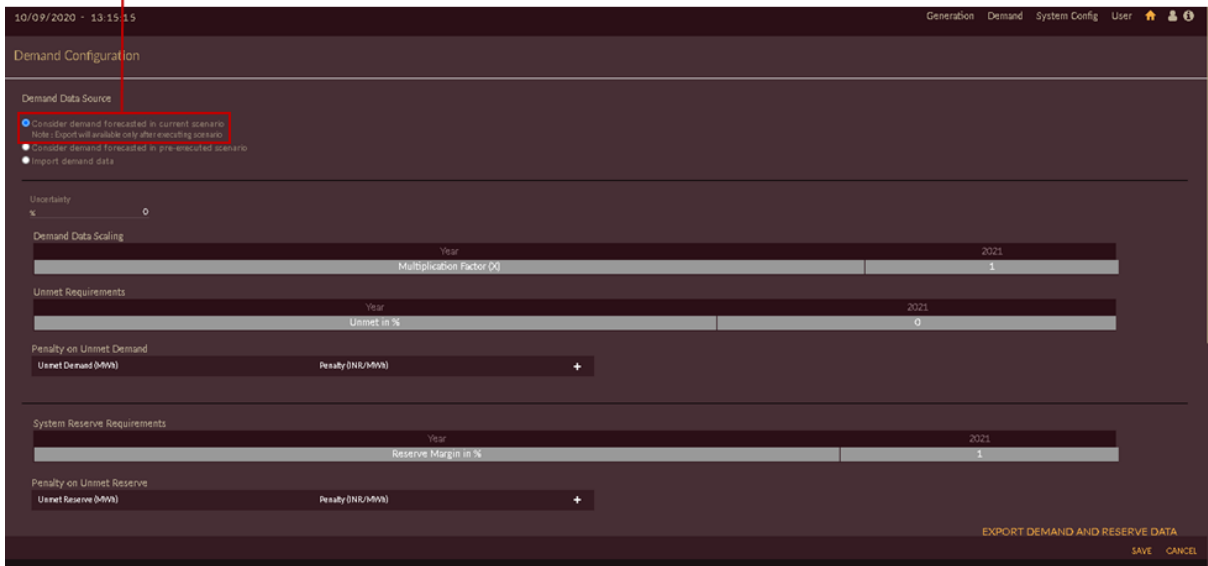 10/09/2020 - 13:15:15 Generation Demand System Config User
Demand Configuration
Demand Data Source
Consider demand forecasted in current scenario
Note : Export will available only after executing scenario
Consider demand forecasted in pre-executed scenario
Import demand data
Uncertainty
% 0
Demand Data Scaling
Year 2021
Multiplication Factor (X) 1
Unmet Requirements
Year 2021
Unmet in % 0
Penalty on Unmet Demand
Unmet Demand (MWh) Penalty (INR/MWh) +
System Reserve Requirements
Year 2021
Reserve Margin in % 1
Penalty on Unmet Reserve
Unmet Reserve (MWh) Penalty (INR/MWh) +
EXPORT DEMAND AND RESERVE DATA
SAVE CANCEL